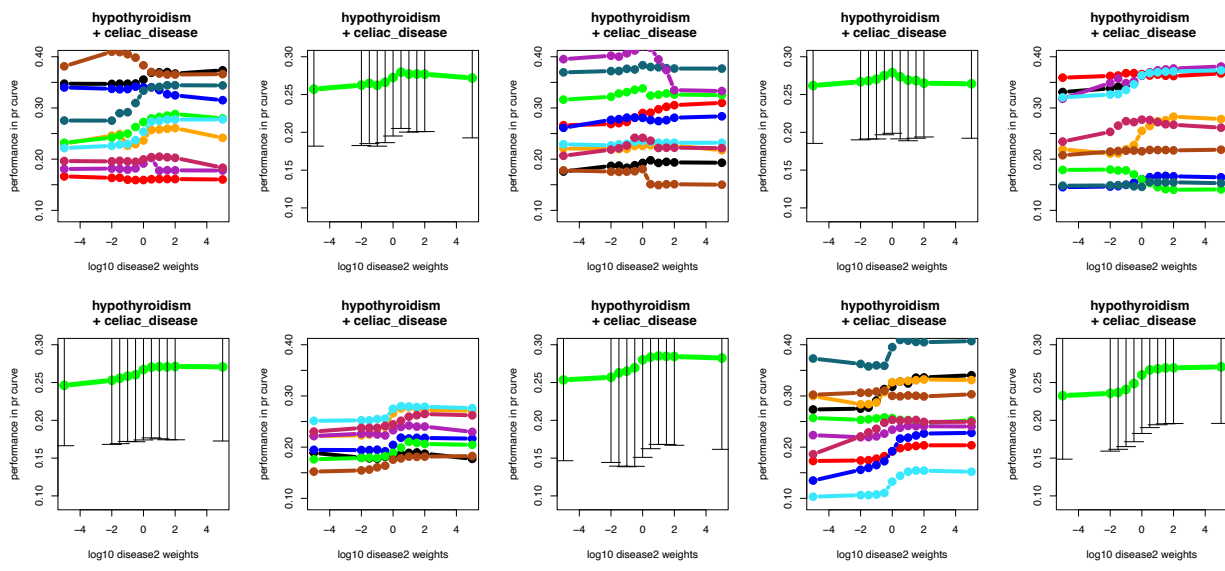 hypothyroidism
+ celiac_disease
performance in pr curve
0.10 0.20 0.30 0.40
−4 −2 0 2 4
log10 disease2 weights
hypothyroidism
+ celiac_disease
performance in pr curve
0.10 0.15 0.20 0.25 0.30
−4 −2 0 2 4
log10 disease2 weights
hypothyroidism
+ celiac_disease
performance in pr curve
0.10 0.20 0.30 0.40
−4 −2 0 2 4
log10 disease2 weights
hypothyroidism
+ celiac_disease
performance in pr curve
0.10 0.15 0.20 0.25 0.30
−4 −2 0 2 4
log10 disease2 weights
hypothyroidism
+ celiac_disease
performance in pr curve
0.10 0.20 0.30 0.40
−4 −2 0 2 4
log10 disease2 weights
hypothyroidism
+ celiac_disease
performance in pr curve
0.10 0.15 0.20 0.25 0.30
−4 −2 0 2 4
log10 disease2 weights
hypothyroidism
+ celiac_disease
performance in pr curve
0.10 0.20 0.30 0.40
−4 −2 0 2 4
log10 disease2 weights
hypothyroidism
+ celiac_disease
performance in pr curve
0.10 0.15 0.20 0.25 0.30
−4 −2 0 2 4
log10 disease2 weights
hypothyroidism
+ celiac_disease
performance in pr curve
0.10 0.20 0.30 0.40
−4 −2 0 2 4
log10 disease2 weights
hypothyroidism
+ celiac_disease
performance in pr curve
0.10 0.15 0.20 0.25 0.30
−4 −2 0 2 4
log10 disease2 weights